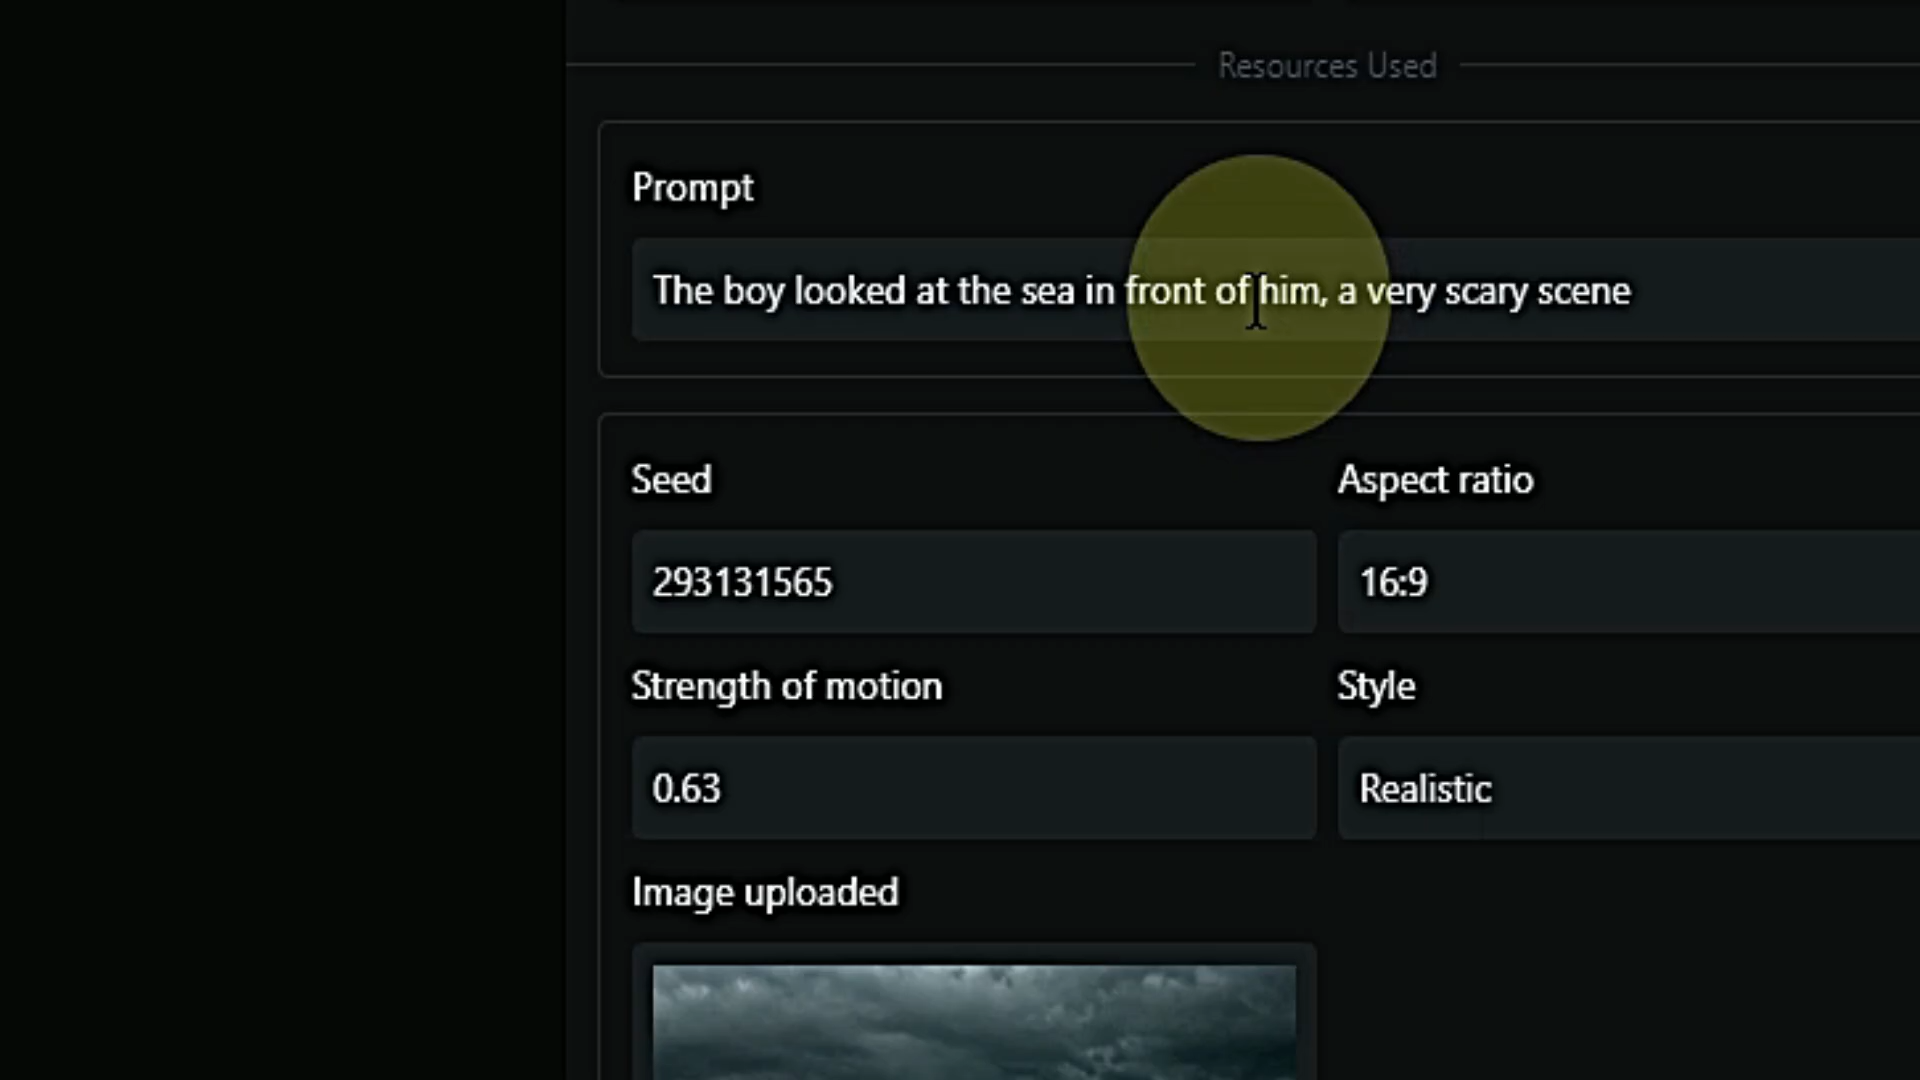 Resources Used
Prompt
The boy looked at the sea in front of him, a very scary scene
Seed
Aspect ratio
293131565
16:9
Strength of motion
Style
0.63
Realistic
Image uploaded